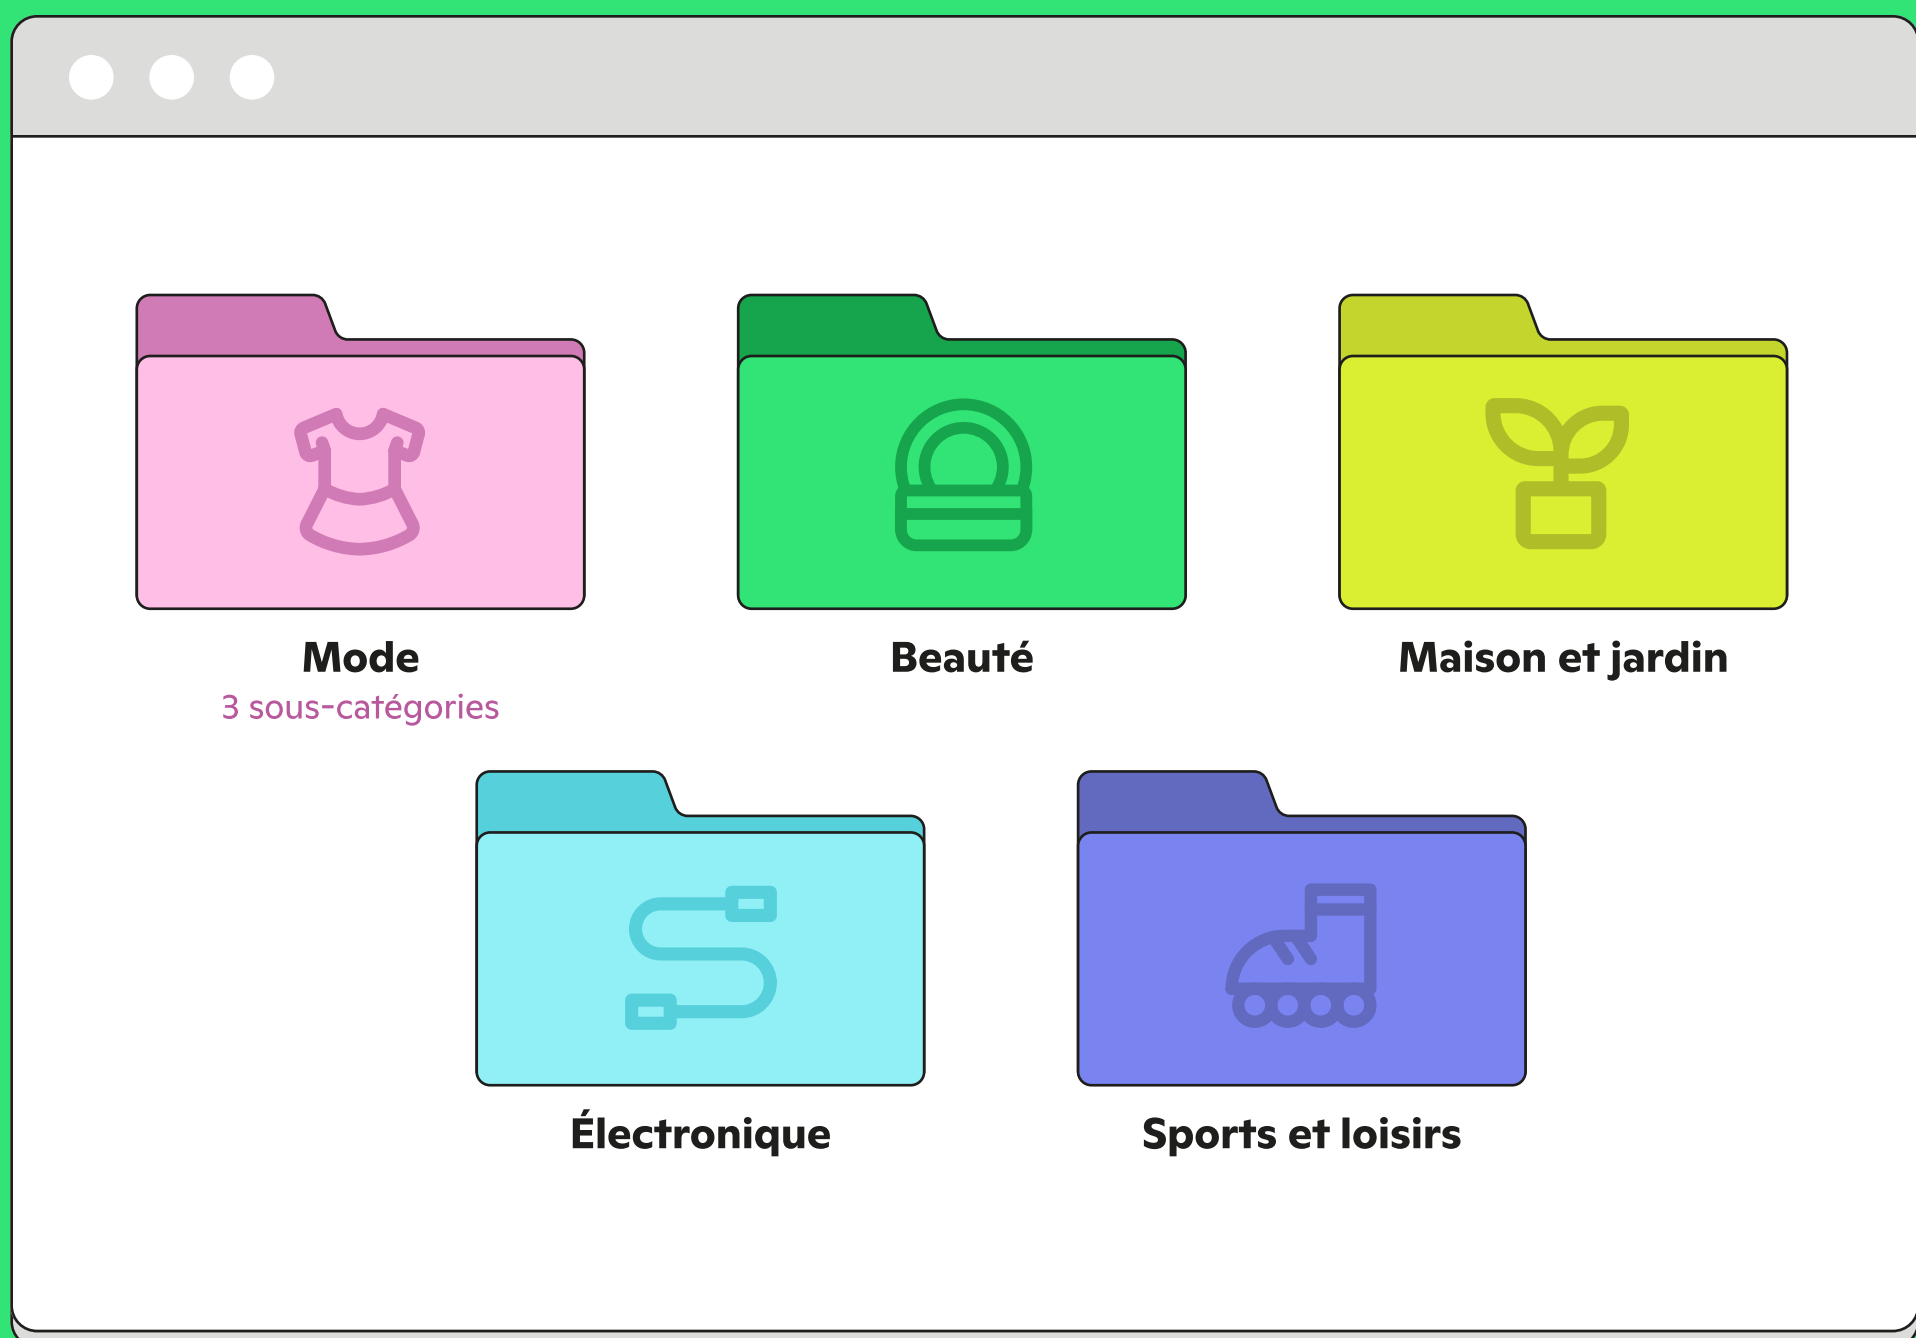 Mode
3 sous-catégories
Beauté
Maison et jardin
Électronique
Sports et loisirs